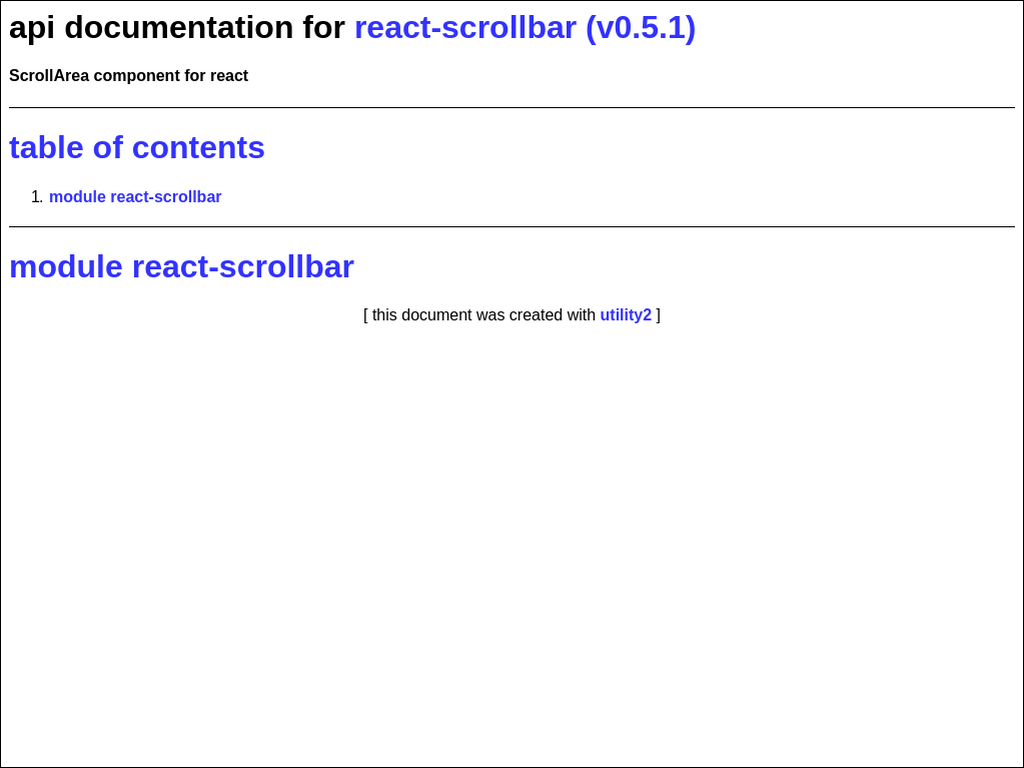 api documentation for react-scrollbar (v0.5.1)
ScrollArea component for react
table of contents
1. module react-scrollbar
module react-scrollbar
[ this document was created with utility2 ]